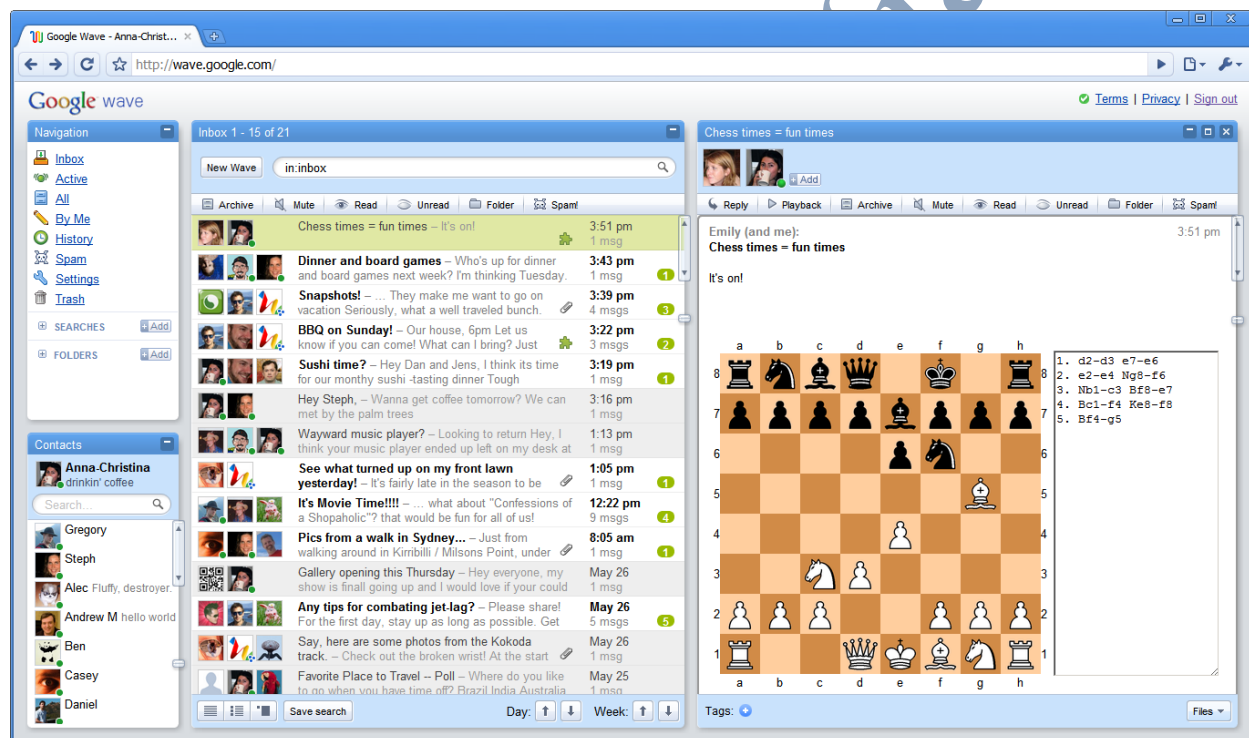 Google Wave - Anna-Christ...
http://wave.google.com/
Google wave
Terms | Privacy | Sign out
Navigation
Inbox
Active
All
By Me
History
Spam
Settings
Trash
SEARCHES Add
FOLDERS Add
Contacts
Anna-Christina
drinkin' coffee
Search...
Gregory
Steph
Alec Fluffy, destroyer.
Andrew M hello world
Ben
Casey
Daniel
Inbox 1 - 15 of 21
New Wave in:inbox
Archive Mute Read Unread Folder Spam!
Chess times = fun times – It's on! 3:51 pm
1 msg
Dinner and board games – Who's up for dinner 3:43 pm
and board games next week? I'm thinking Tuesday. 1 msg 1
Snapshots! – ... They make me want to go on 3:39 pm
vacation Seriously, what a well traveled bunch. 4 msgs 3
BBQ on Sunday! – Our house, 6pm Let us 3:22 pm
know if you can come! What can I bring? Just 3 msgs 2
Sushi time? – Hey Dan and Jens, I think its time 3:19 pm
for our monthy sushi -tasting dinner Tough 1 msg 1
Hey Steph, – Wanna get coffee tomorrow? We can 3:16 pm
met by the palm trees 1 msg
Wayward music player? – Looking to return Hey, I 1:13 pm
think your music player ended up left on my desk at 1 msg
See what turned up on my front lawn 1:05 pm
yesterday! – It's fairly late in the season to be 1 msg 1
It's Movie Time!!!! – ... what about "Confessions of 12:22 pm
a Shopaholic"? that would be fun for all of us! 9 msgs 4
Pics from a walk in Sydney... – Just from 8:05 am
walking around in Kirribilli / Milsons Point, under 1 msg 1
Gallery opening this Thursday – Hey everyone, my May 26
show is finall going up and I would love if your could 1 msg
Any tips for combating jet-lag? – Please share! May 26
For the first day, stay up as long as possible. Get 5 msgs 5
Say, here are some photos from the Kokoda May 26
track. – Check out the broken wrist! At the start 1 msg
Favorite Place to Travel -- Poll – Where do you like May 25
to go when you have time off? Brazil India Australia 1 msg
Save search Day: Week:
Chess times = fun times
Add
Reply Playback Archive Mute Read Unread Folder Spam!
Emily (and me): 3:51 pm
Chess times = fun times
It's on!
a b c d e f g h
8 8
7 7
6 6
5 5
4 4
3 3
2 2
1 1
a b c d e f g h
1. d2-d3 e7-e6
2. e2-e4 Ng8-f6
3. Nb1-c3 Bf8-e7
4. Bc1-f4 Ke8-f8
5. Bf4-g5
Tags: Files